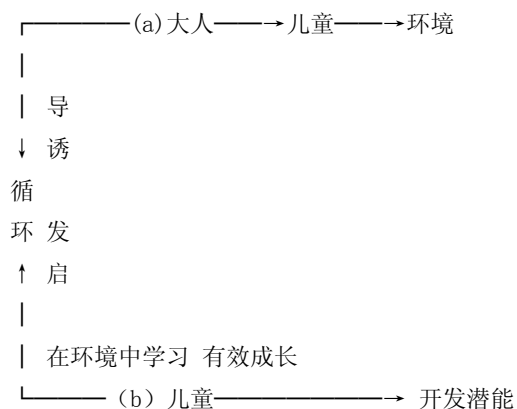 (a)大人——→儿童——→环境
导
诱
循
环 发
启
在环境中学习 有效成长
（b）儿童————————→ 开发潜能